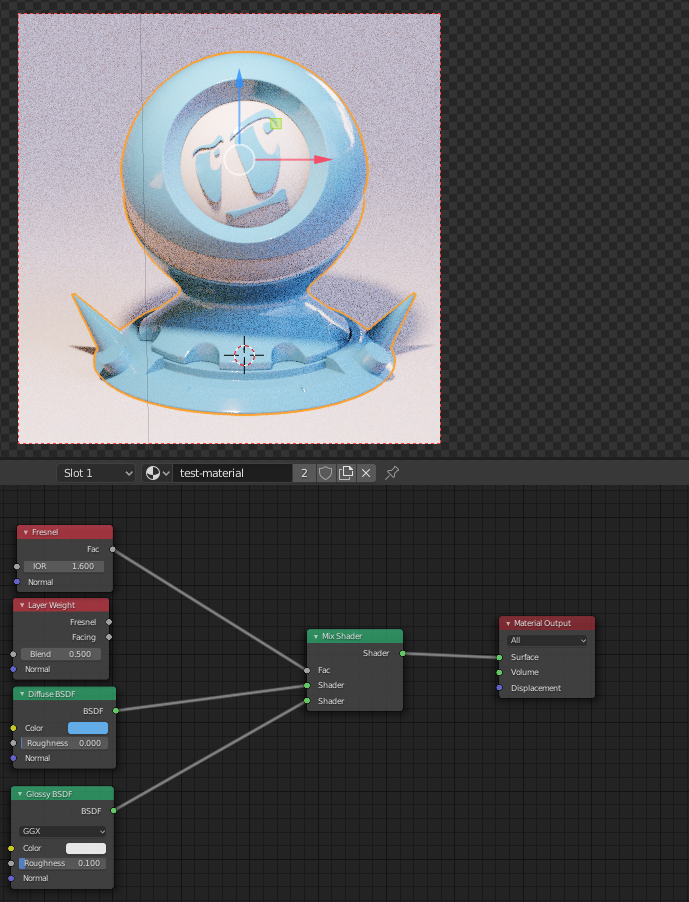 Slot 1
test-material
2
Fresnel
Fac
IOR 1.600
Normal
Layer Weight
Fresnel
Facing
Blend 0.500
Normal
Diffuse BSDF
BSDF
Color
Roughness 0.000
Normal
Glossy BSDF
BSDF
GGX
Color
Roughness 0.100
Normal
Mix Shader
Shader
Fac
Shader
Shader
Material Output
All
Surface
Volume
Displacement